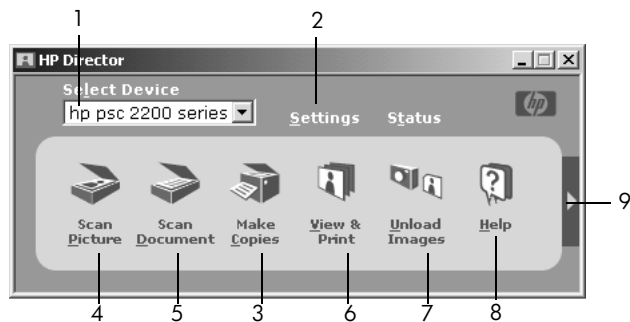 1
2
HP Director
Select Device
hp psc 2200 series
Settings
Status
hp
9
Scan Picture
Scan Document
Make Copies
View & Print
Unload Images
Help
4
5
3
6
7
8